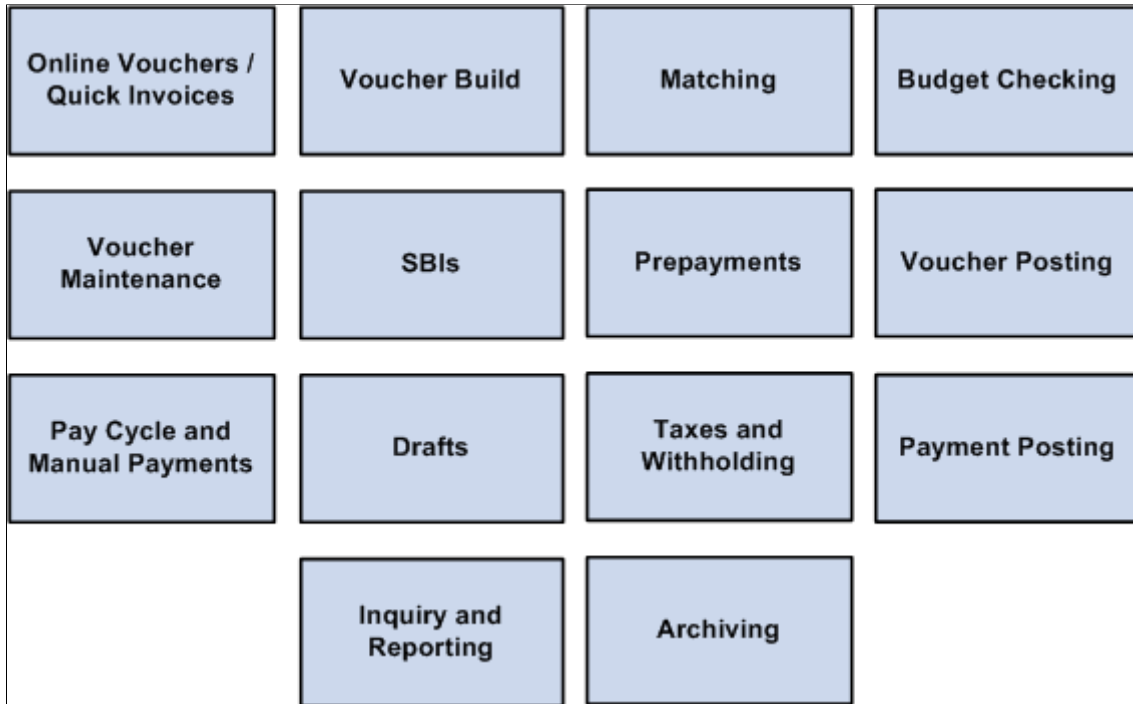 Online Vouchers /
Quick Invoices
Voucher Build
Matching
Budget Checking
Voucher
Maintenance
SBIs
Prepayments
Voucher Posting
Pay Cycle and
Manual Payments
Drafts
Taxes and
Withholding
Payment Posting
Inquiry and
Reporting
Archiving